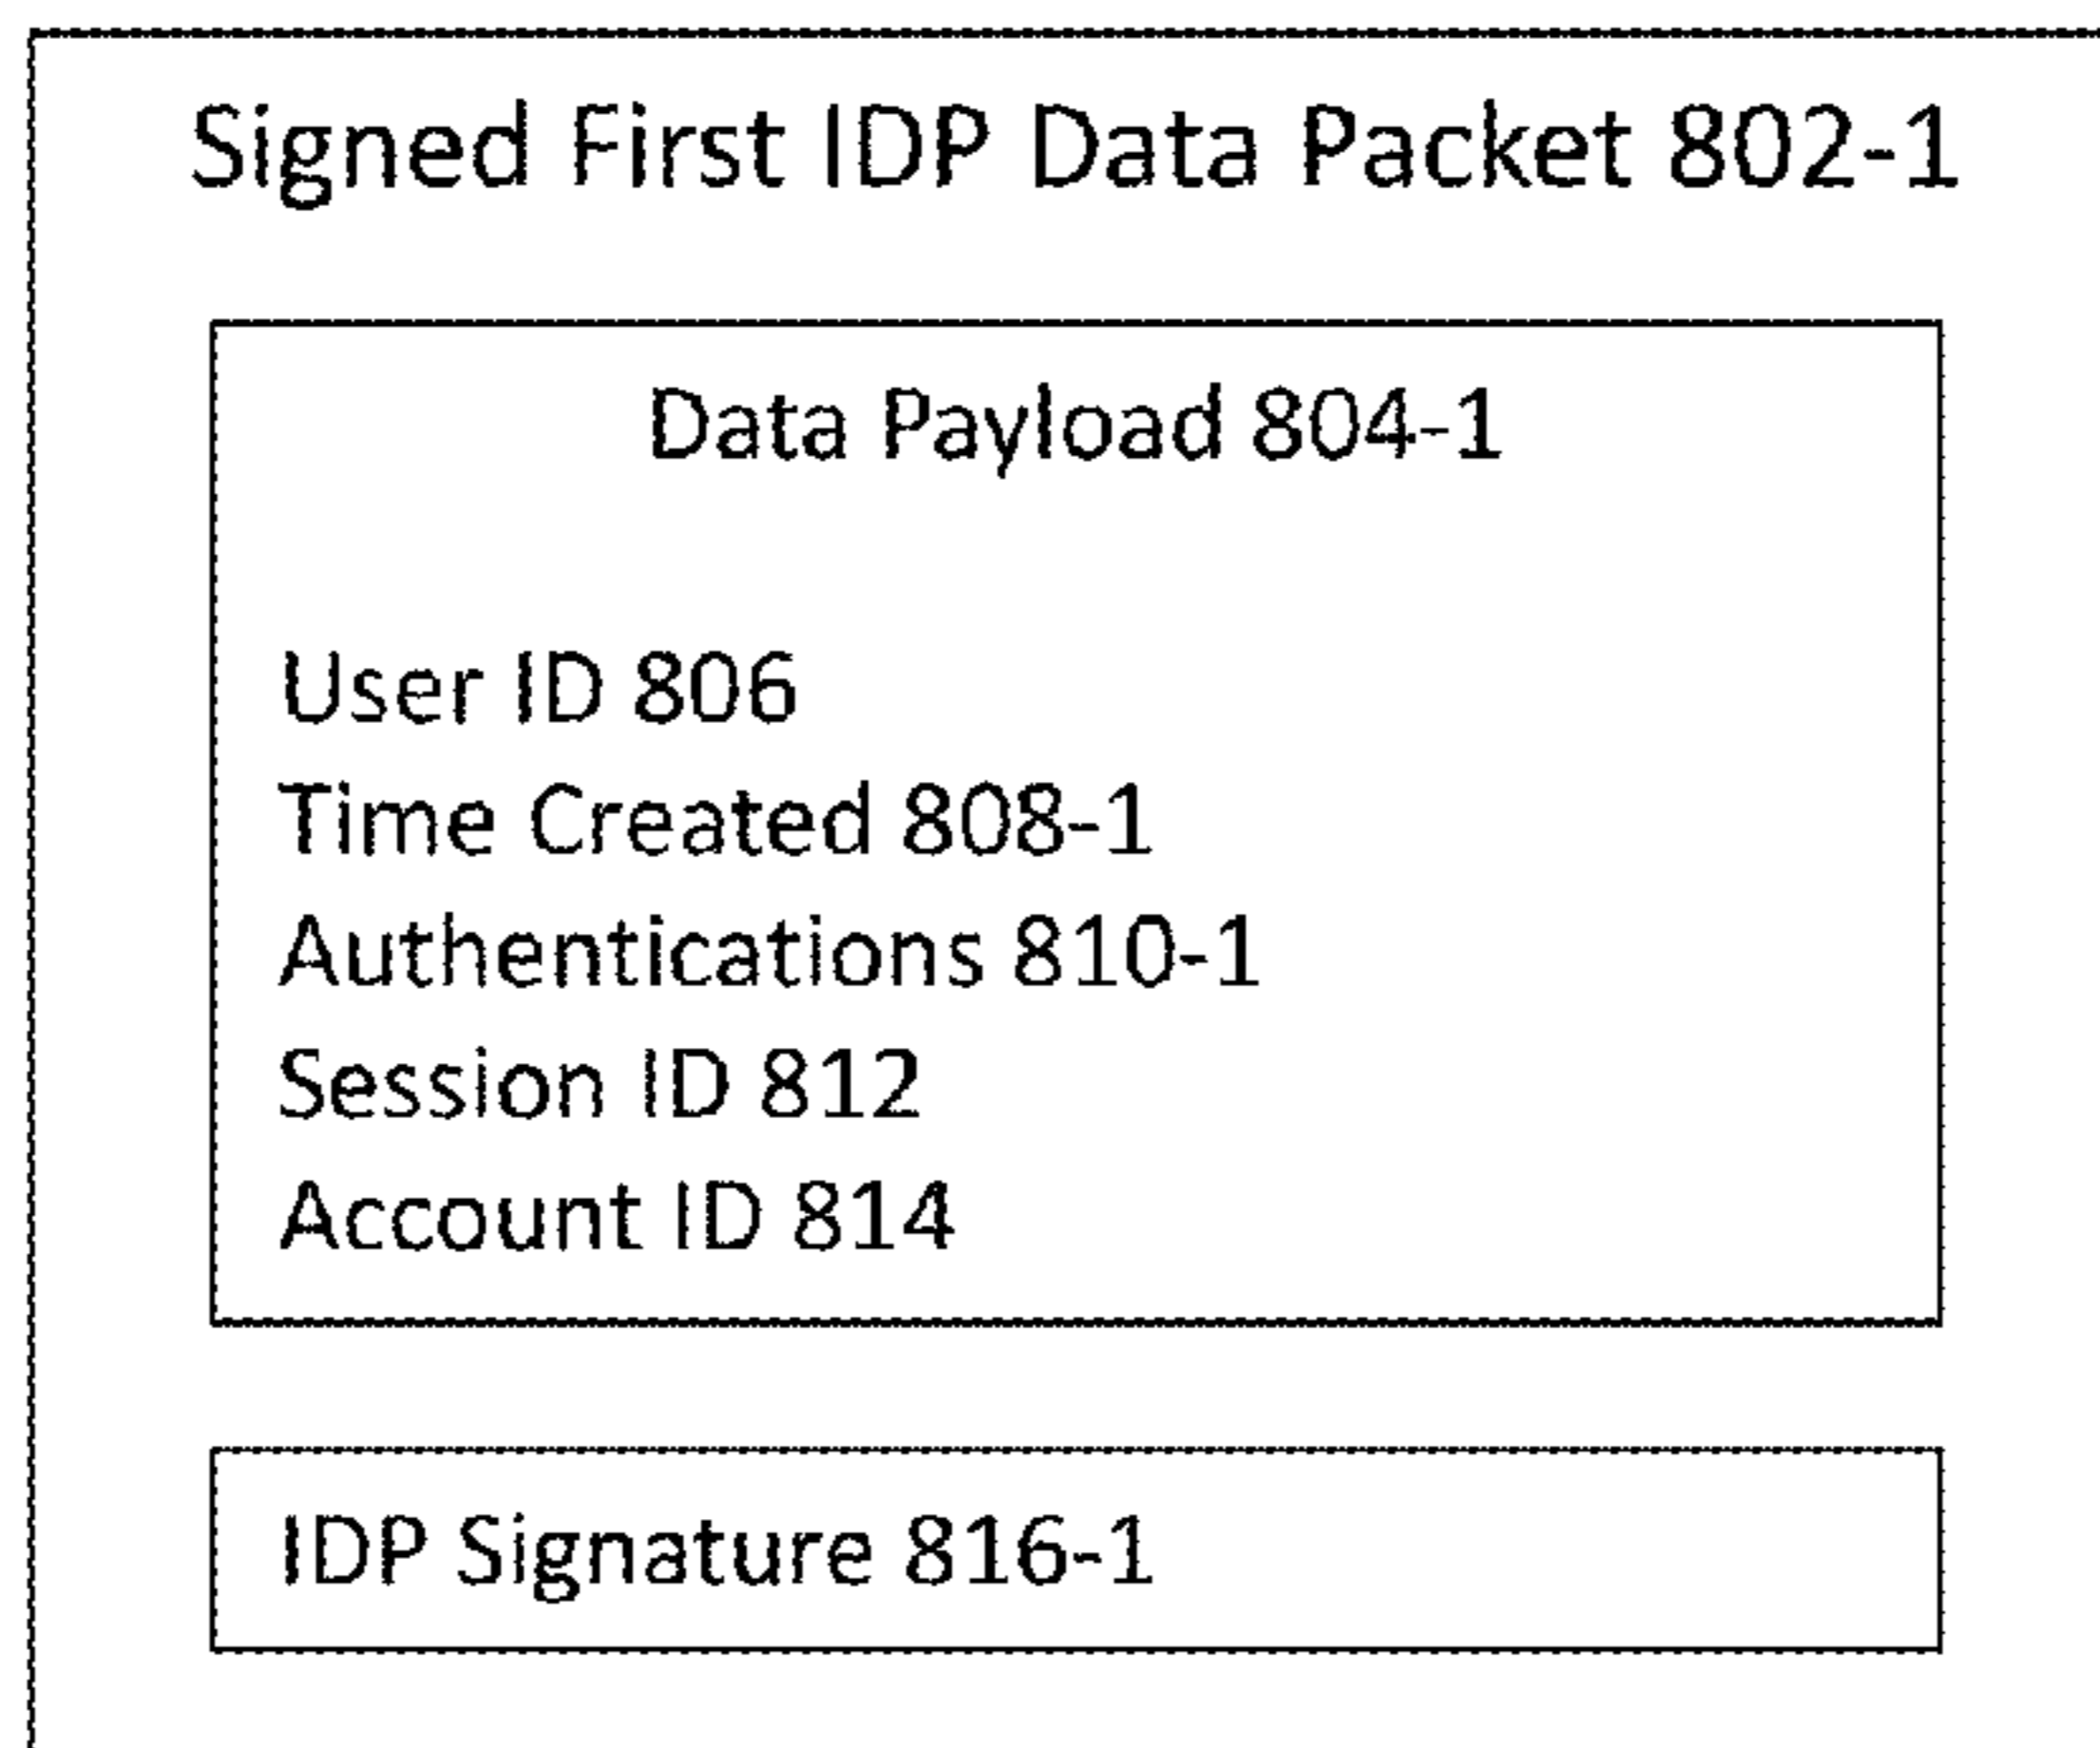 Signed First IDP Data Packet 802-1
Data Payload 804-1
User ID 806
Time Created 808-1
Authentications 810-1
Session ID 812
Account ID 814
IDP Signature 816-1